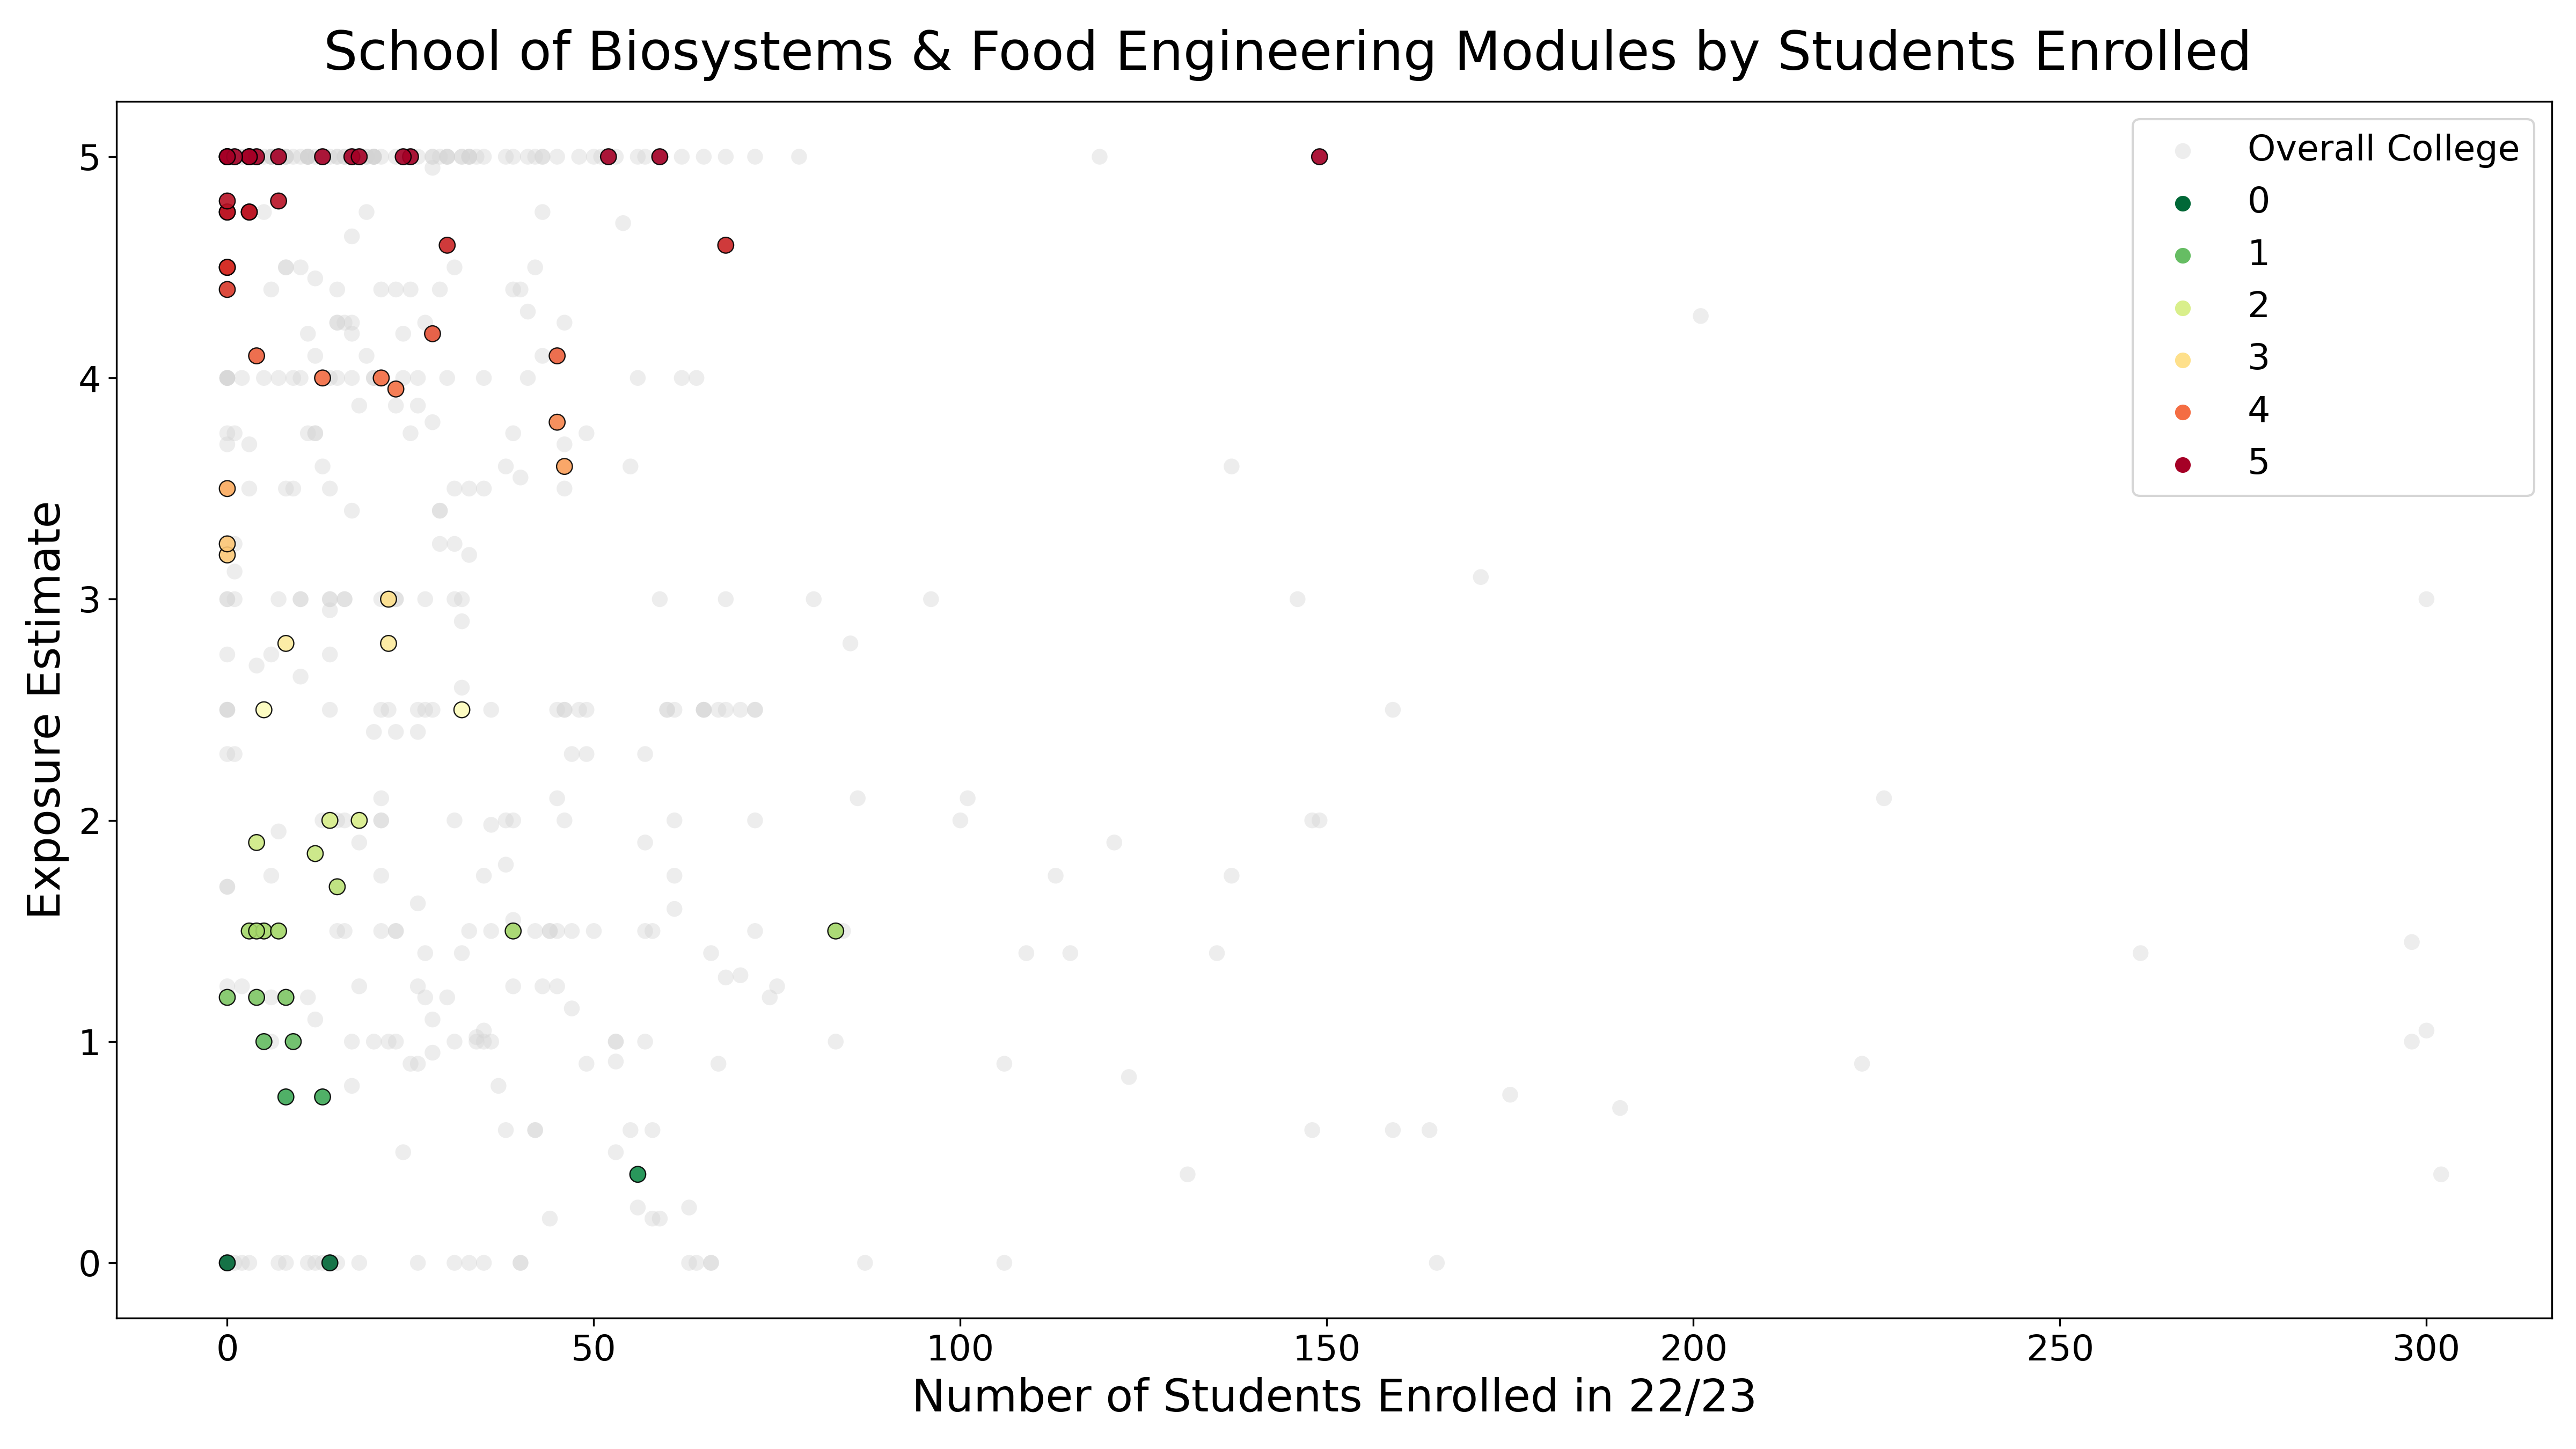 School of Biosystems & Food Engineering Modules by Students Enrolled
Exposure Estimate
5
4
3
2
1
0
Overall College
0
1
2
3
4
5
0 50 100 150 200 250 300
Number of Students Enrolled in 22/23